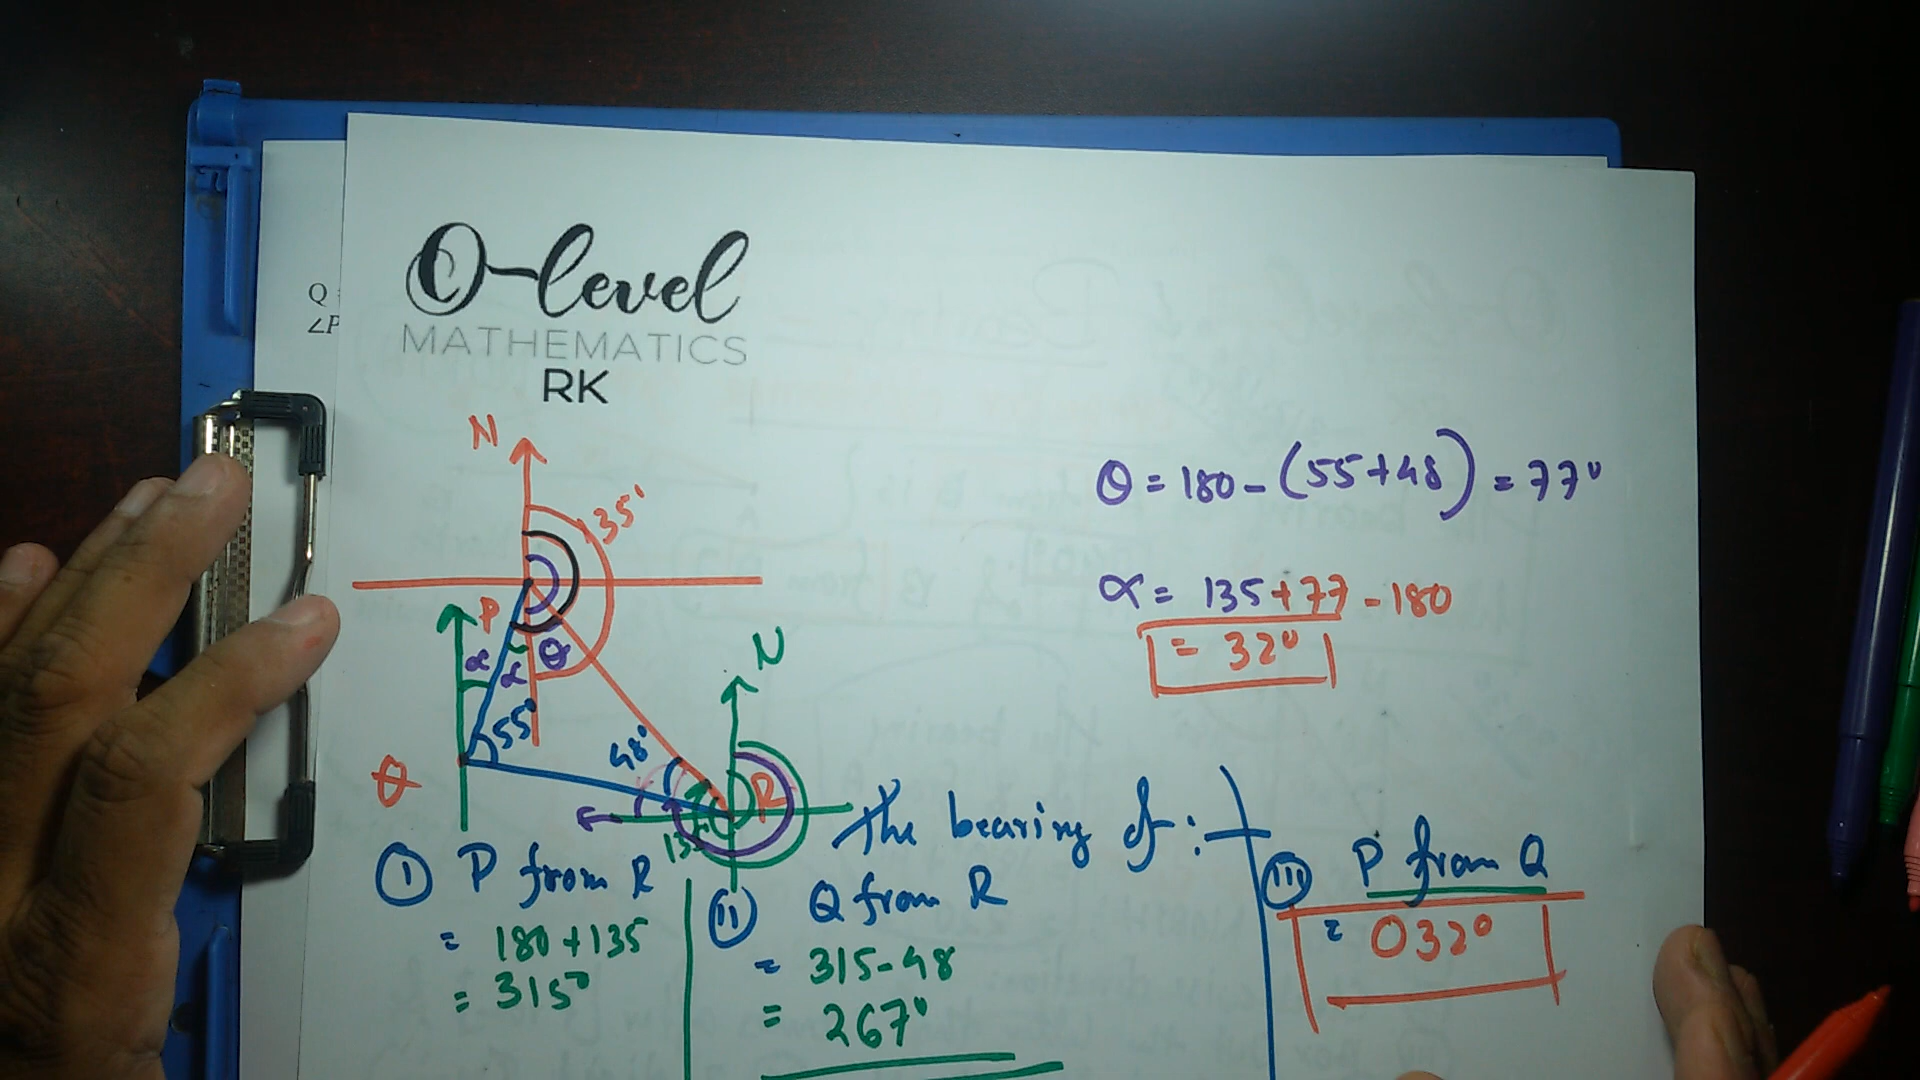 O-level
MATHEMATICS
RK
Q
∠P
N
135°
P
θ
α
α
55°
48°
N
Q
R
θ = 180 - (55+48) = 77°
α = 135+77 - 180
= 32°
The bearing of :-
① P from R
= 180+135
= 315°
(ii) Q from R
= 315-48
= 267°
(iii) P from Q
= 032°